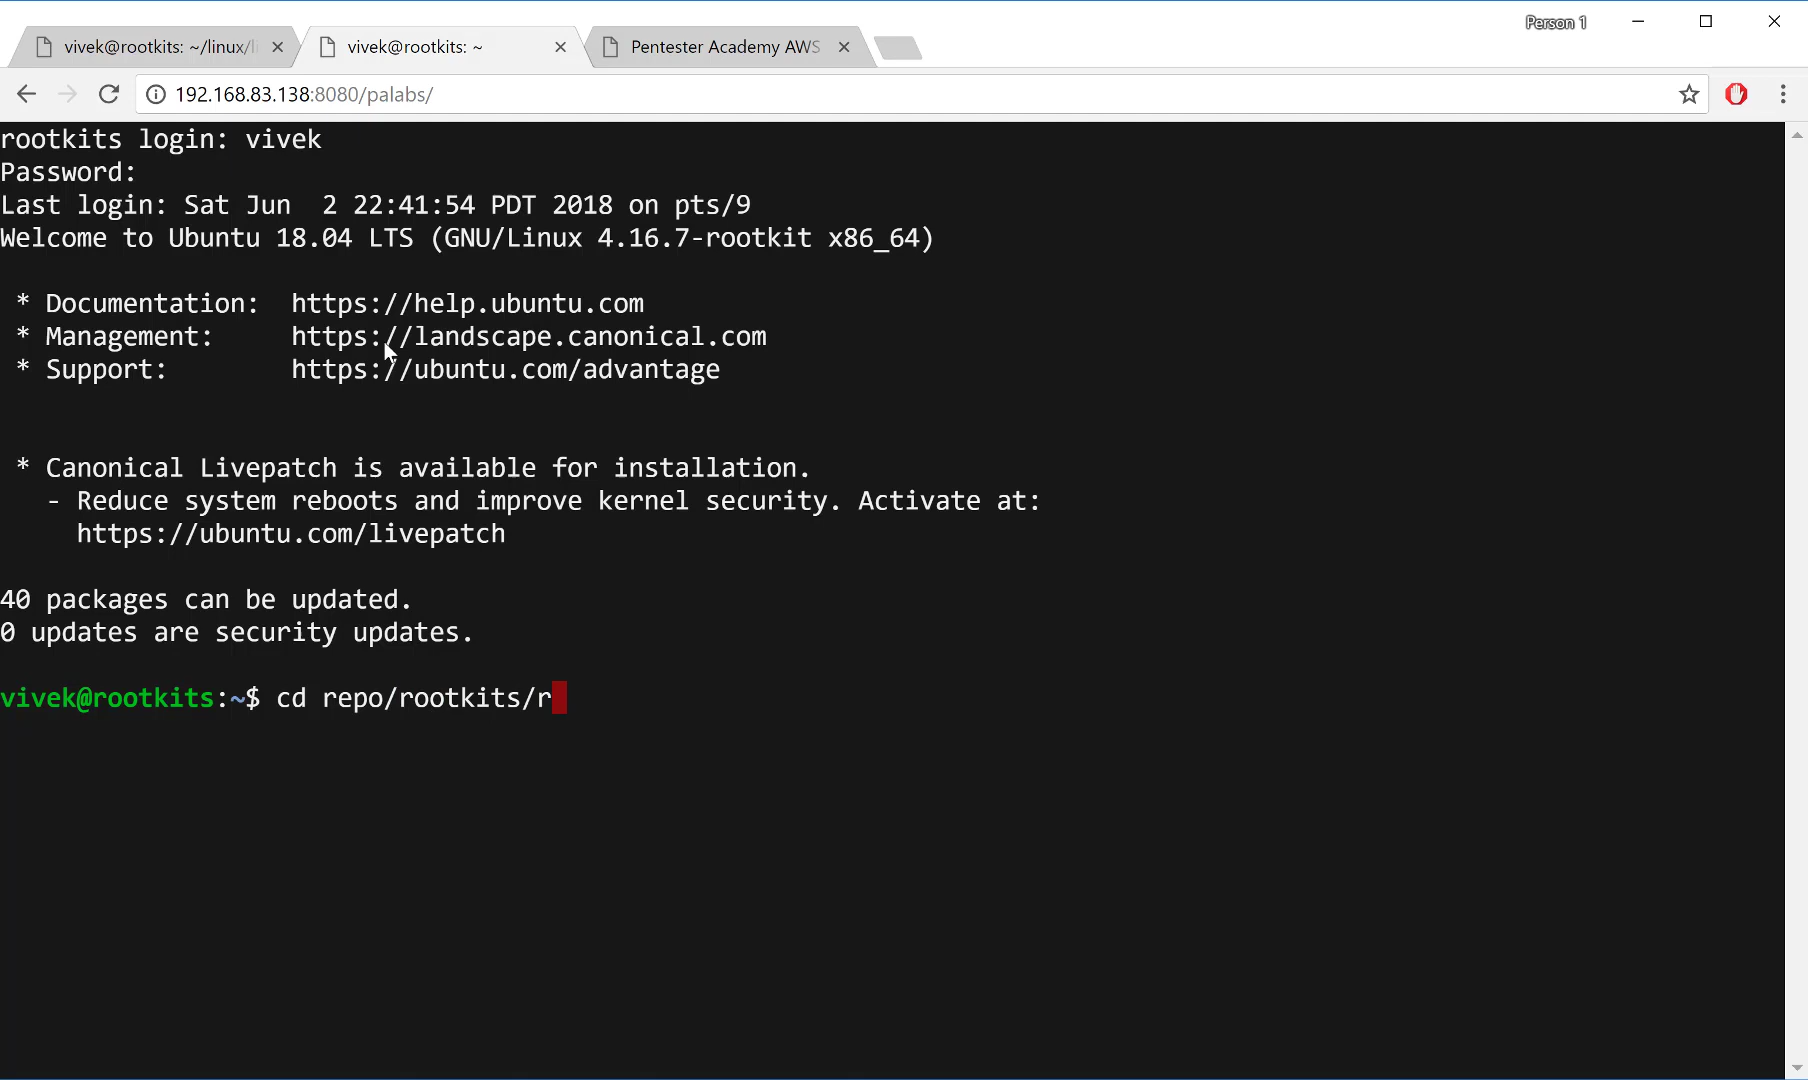 Person 1
vivek@rootkits: ~/linux/l
vivek@rootkits: ~
Pentester Academy AWS
192.168.83.138:8080/palabs/
rootkits login: vivek
Password:
Last login: Sat Jun  2 22:41:54 PDT 2018 on pts/9
Welcome to Ubuntu 18.04 LTS (GNU/Linux 4.16.7-rootkit x86_64)
* Documentation:  https://help.ubuntu.com
* Management:     https://landscape.canonical.com
* Support:        https://ubuntu.com/advantage
* Canonical Livepatch is available for installation.
- Reduce system reboots and improve kernel security. Activate at:
https://ubuntu.com/livepatch
40 packages can be updated.
0 updates are security updates.
vivek@rootkits:~$ cd repo/rootkits/r